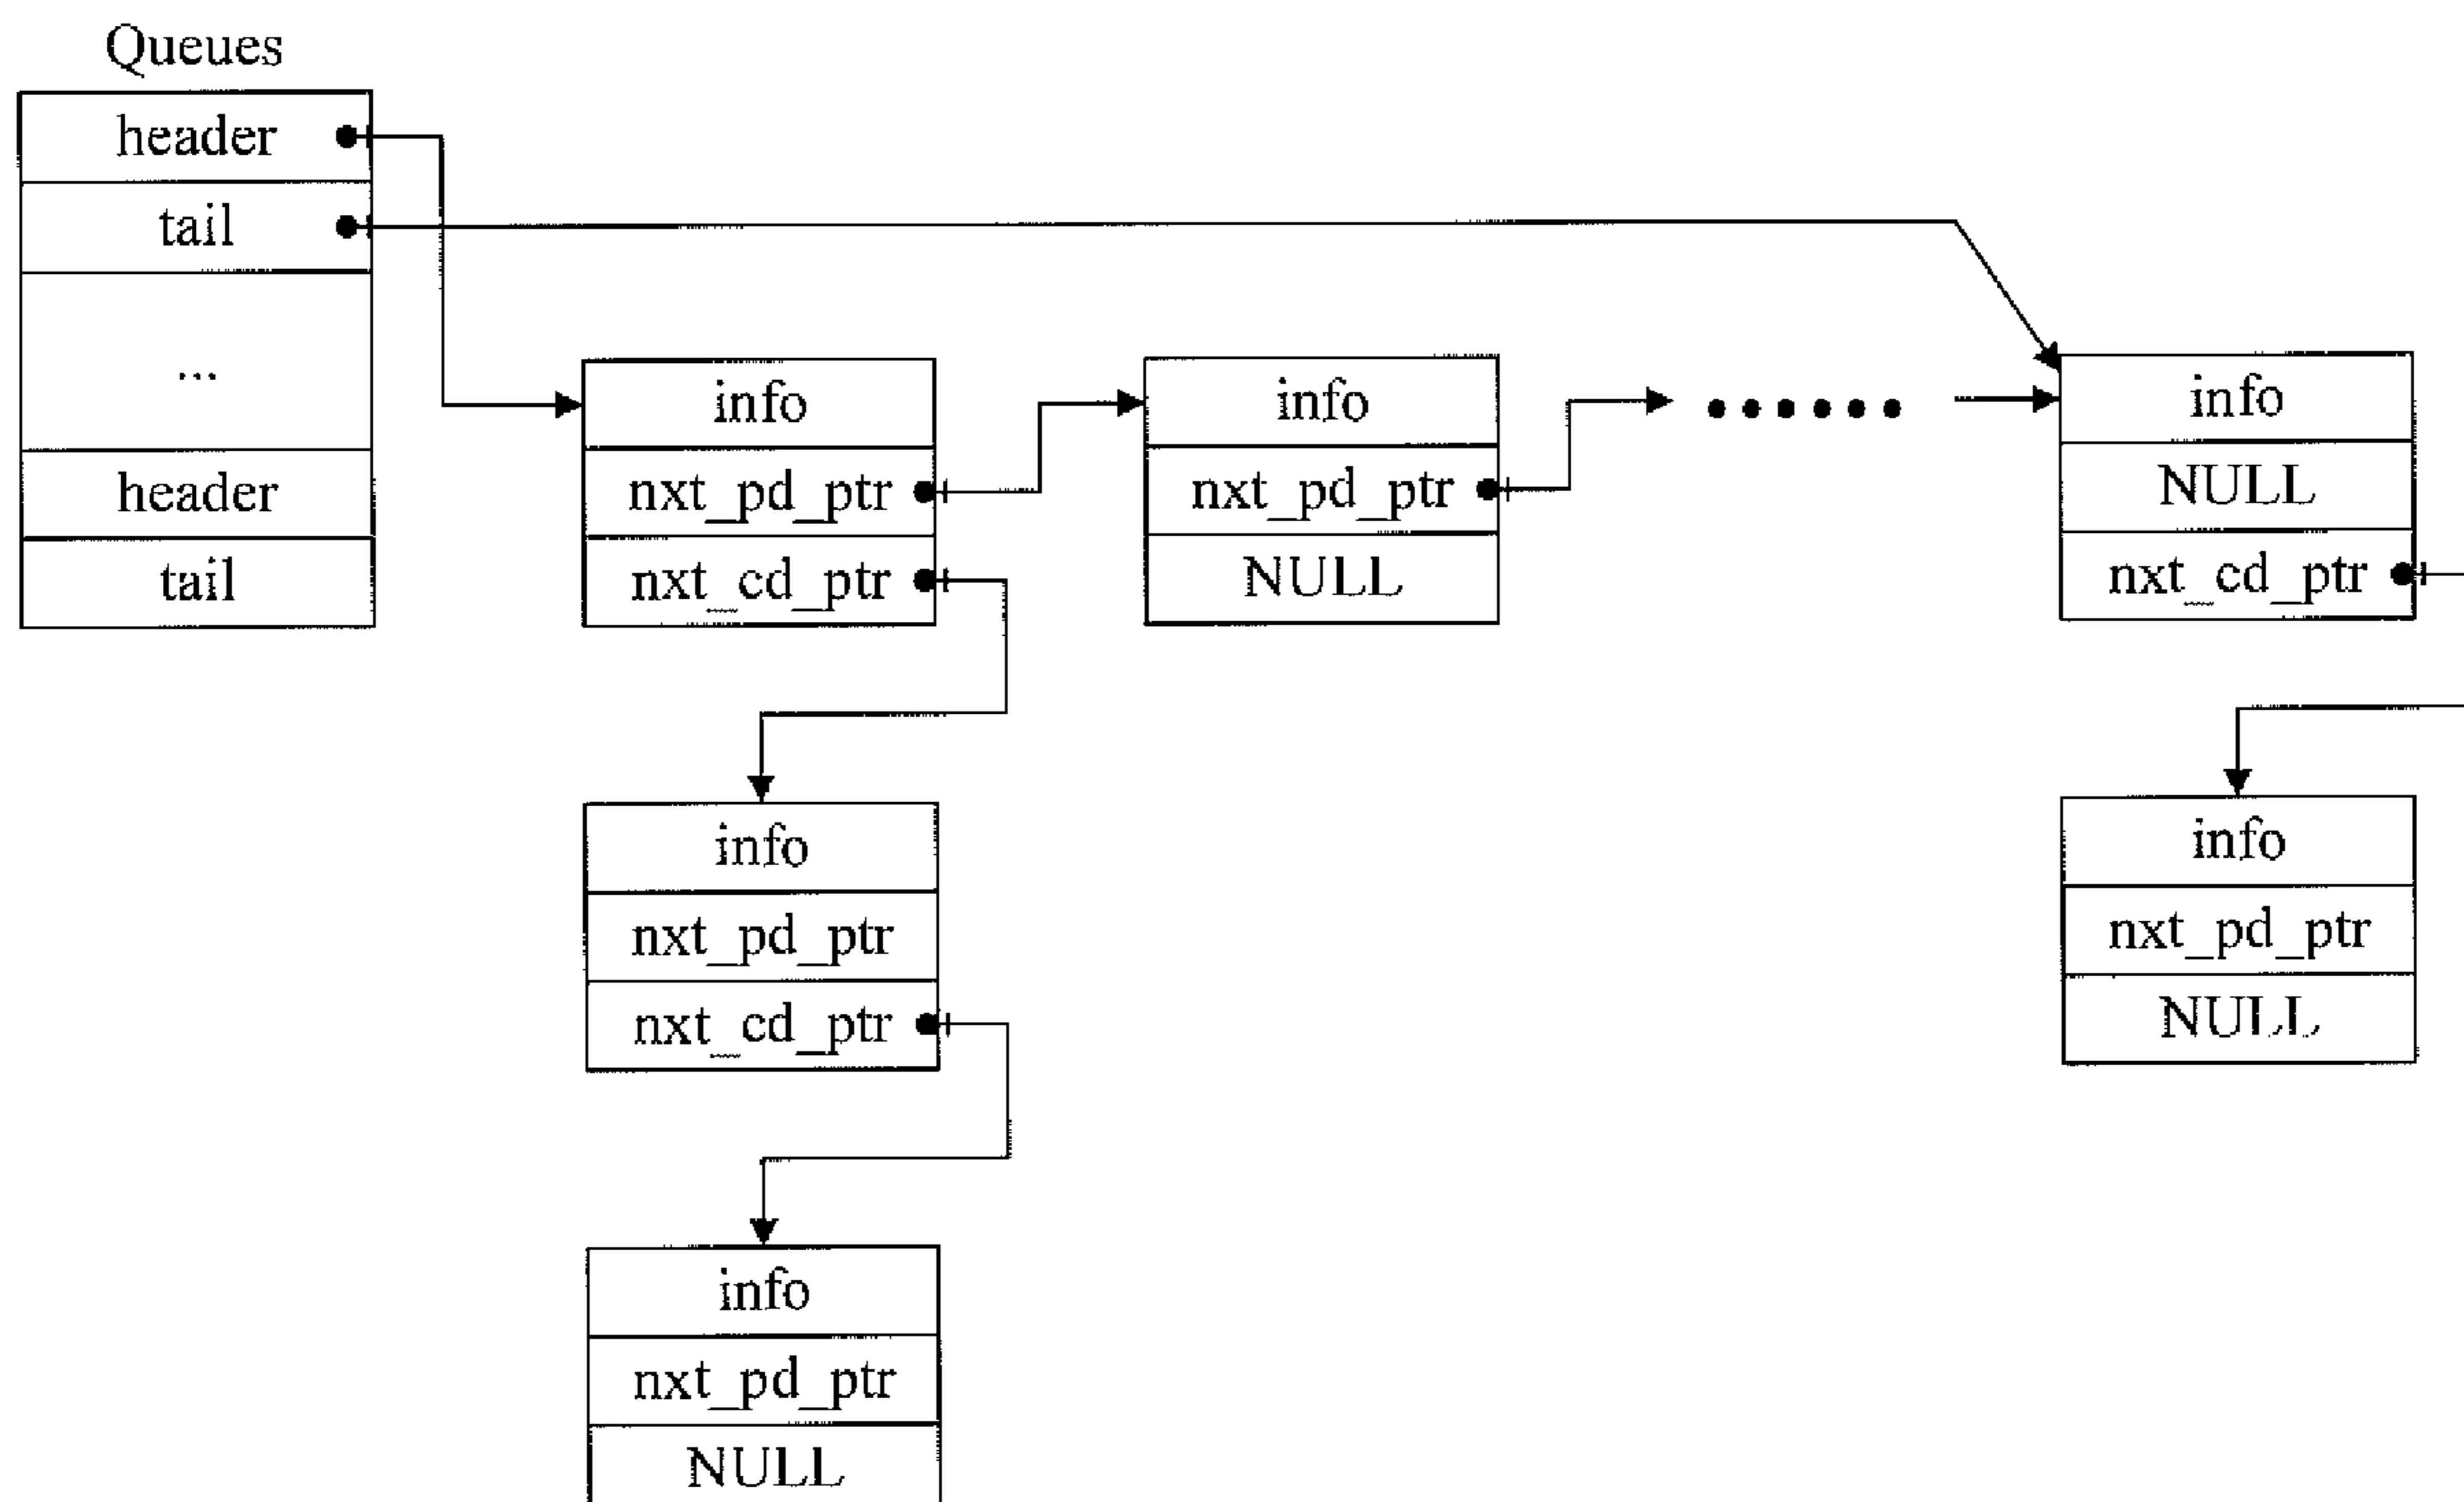 Queues
header
tail
...
header
tail
info
nxt_pd_ptr
nxt_cd_ptr
info
nxt_pd_ptr
NULL
......
info
NULL
nxt_cd_ptr
info
nxt_pd_ptr
nxt_cd_ptr
info
nxt_pd_ptr
NULL
info
nxt_pd_ptr
NULL